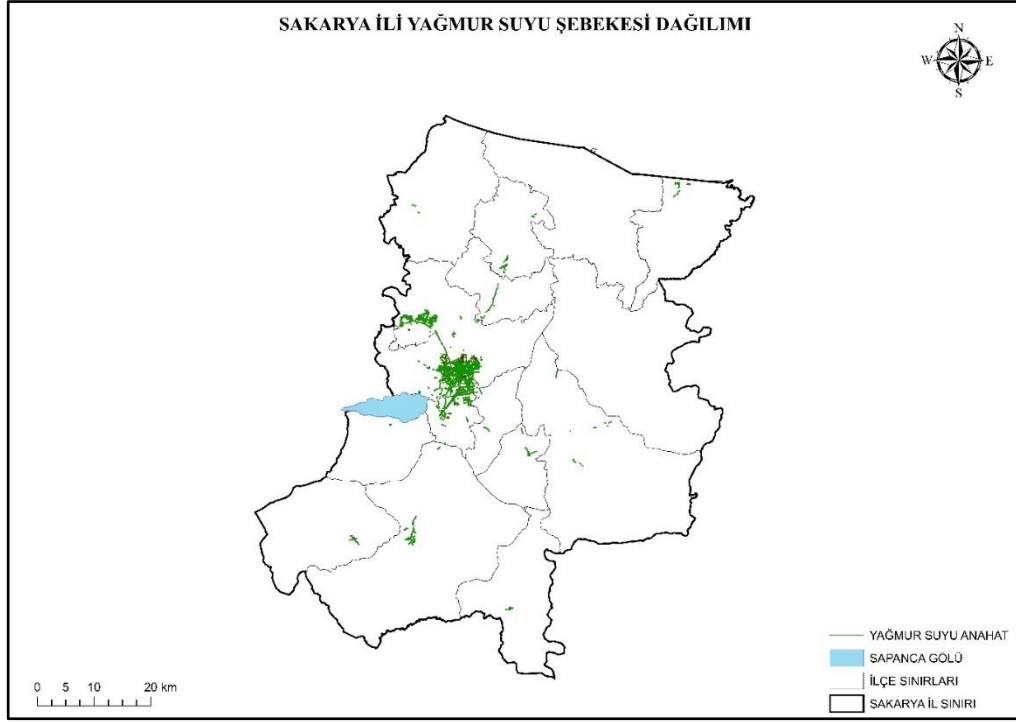 SAKARYA İLİ YAĞMUR SUYU ŞEBEKESİ DAĞILIMI
N
W E
S
YAĞMUR SUYU ANAHAT
SAPANCA GÖLÜ
İLÇE SINIRLARI
SAKARYA İL SINIRI
0 5 10 20 km